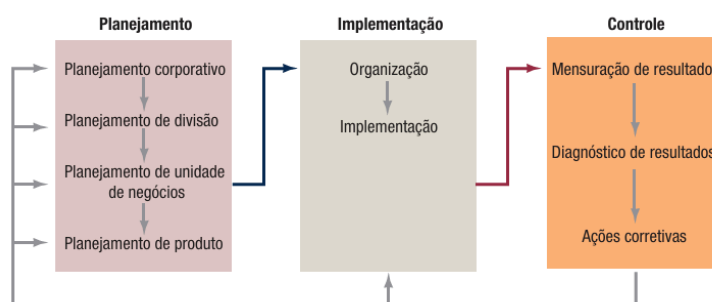 Planejamento
Planejamento corporativo
Planejamento de divisão
Planejamento de unidade
de negócios
Planejamento de produto
Implementação
Organização
Implementação
Controle
Mensuração de resultado
Diagnóstico de resultados
Ações corretivas